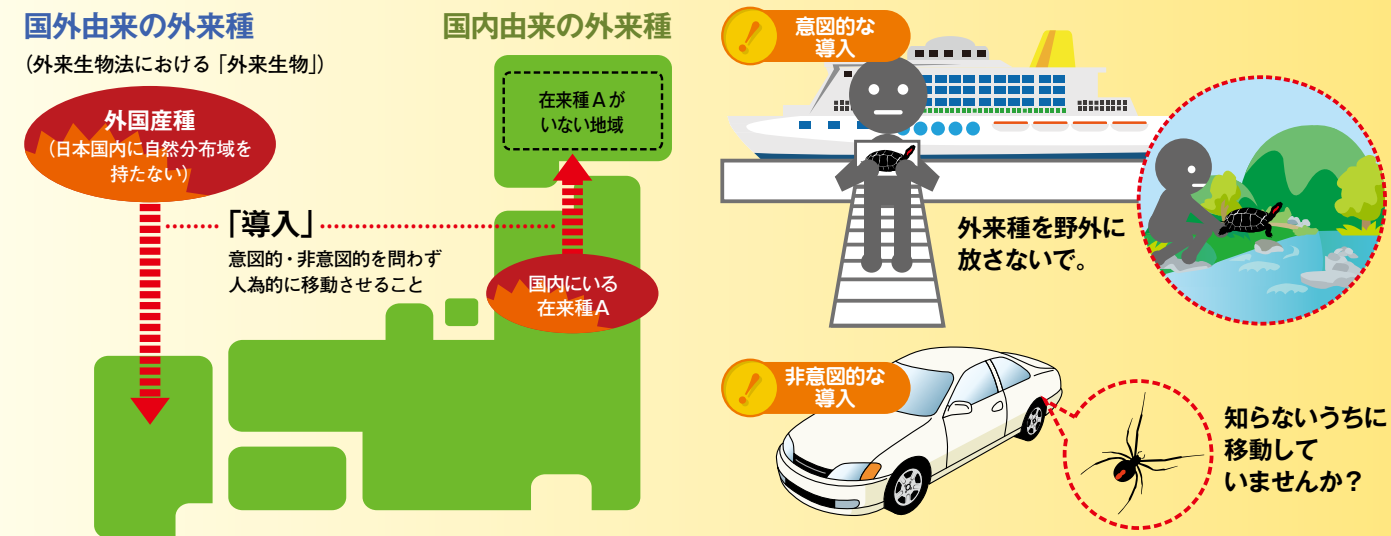 国外由来の外来種
（外来生物法における「外来生物」）
外国産種
（日本国内に自然分布域を
持たない）
「導入」
意図的・非意図的を問わず
人為的に移動させること
国内由来の外来種
在来種Ａが
いない地域
国内にいる
在来種Ａ
意図的な
導入
外来種を野外に
放さないで。
非意図的な
導入
知らないうちに
移動して
いませんか？